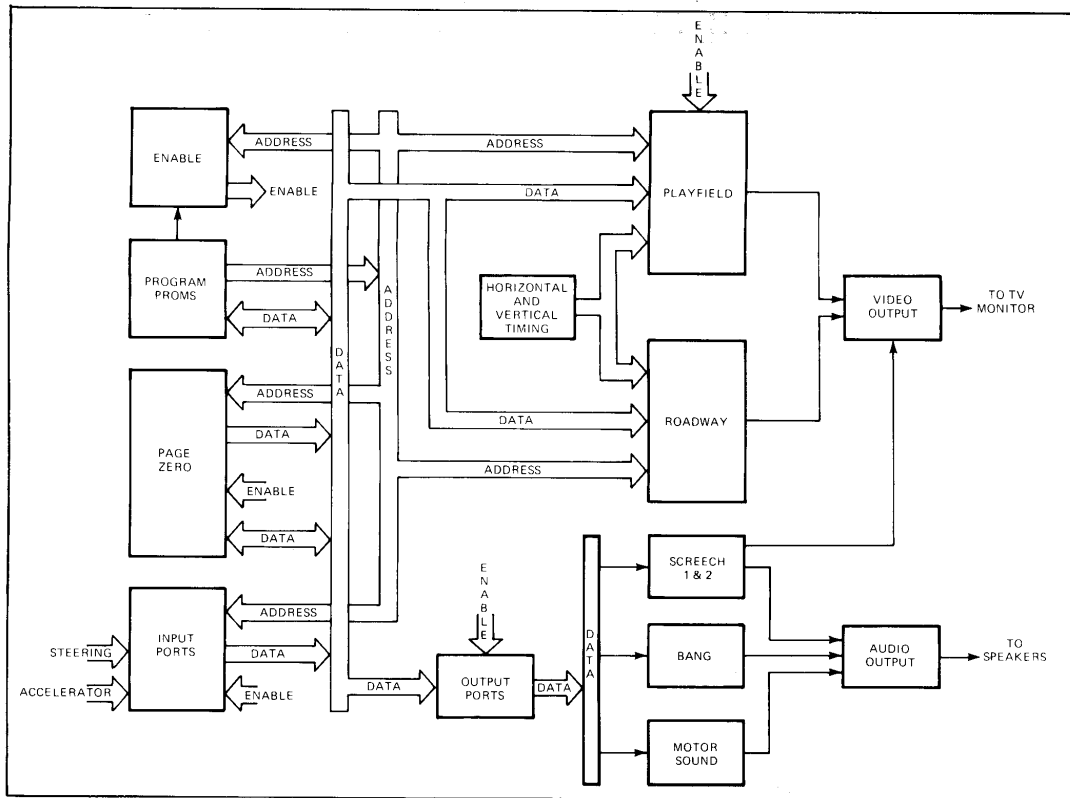 ENABLE
ENABLE
ADDRESS
ADDRESS
ENABLE
DATA
PLAYFIELD
PROGRAM
PROMS
ADDRESS
DATA
ADDRESS
HORIZONTAL
AND
VERTICAL
TIMING
VIDEO
OUTPUT
TO TV
MONITOR
DATA
ADDRESS
PAGE
ZERO
DATA
ENABLE
DATA
DATA
ROADWAY
ADDRESS
ENABLE
SCREECH
1 & 2
INPUT
PORTS
ADDRESS
STEERING
DATA
ACCELERATOR
ENABLE
DATA
OUTPUT
PORTS
DATA
DATA
BANG
AUDIO
OUTPUT
TO
SPEAKERS
MOTOR
SOUND